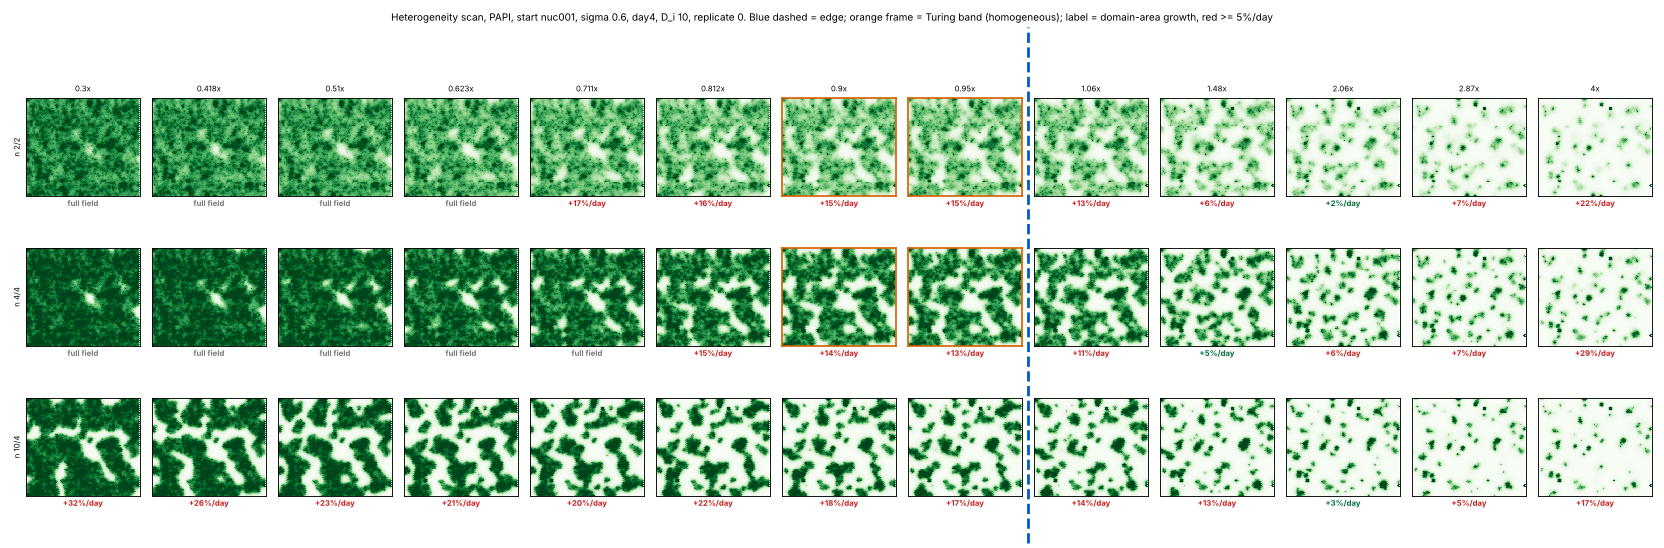 Heterogeneity scan, PAPI, start nuc001, sigma 0.6, day4, D_i 10, replicate 0. Blue dashed = edge; orange frame = Turing band (homogeneous); label = domain-area growth, red >= 5%/day
0.3x 0.418x 0.51x 0.623x 0.711x 0.812x 0.9x 0.95x 1.06x 1.48x 2.06x 2.87x 4x
n 2/2
full field full field full field full field +17%/day +16%/day +15%/day +15%/day +13%/day +6%/day +2%/day +7%/day +22%/day
n 4/4
full field full field full field full field full field +15%/day +14%/day +13%/day +11%/day +5%/day +6%/day +7%/day +29%/day
n 10/4
+32%/day +26%/day +23%/day +21%/day +20%/day +22%/day +18%/day +17%/day +14%/day +13%/day +3%/day +5%/day +17%/day